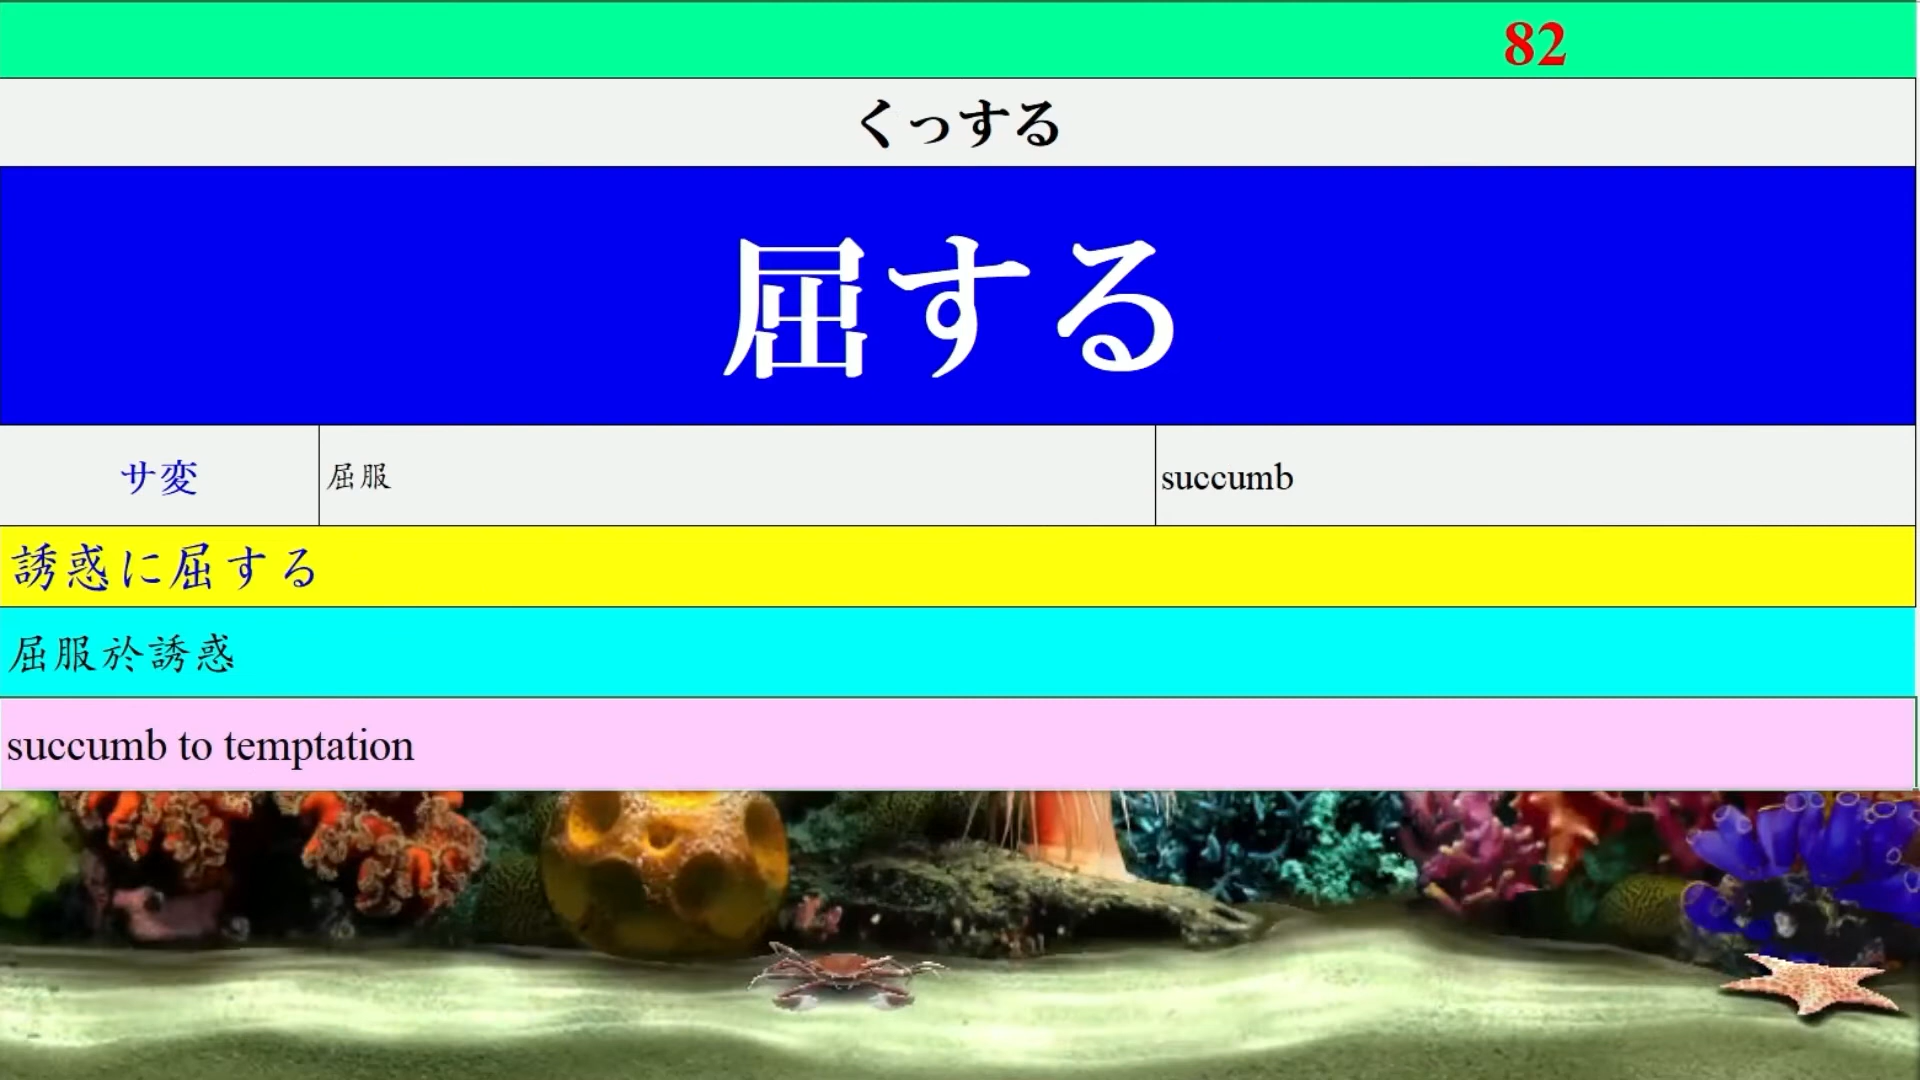 82
くっする
屈する
サ変
屈服
succumb
誘惑に屈する
屈服於誘惑
succumb to temptation